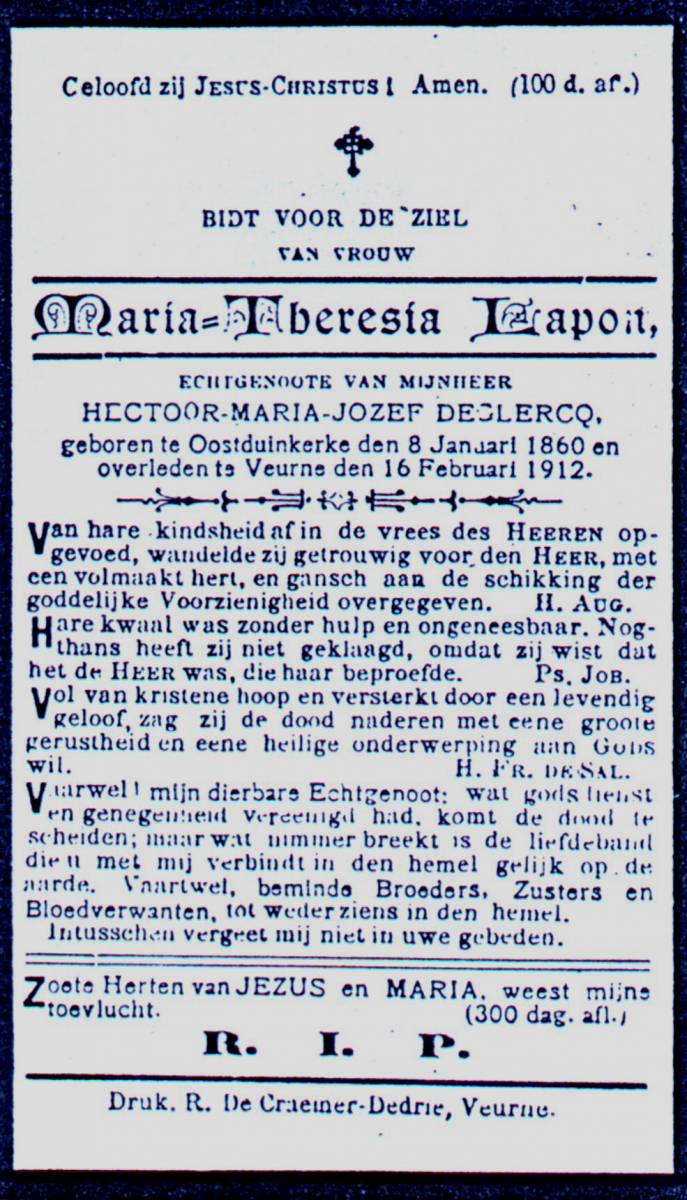 Geloofd zij JESUS-CHRISTUS! Amen. (100 d. af.)
BIDT VOOR DE ZIEL
VAN VROUW
Maria-Theresia Lapon,
ECHTGENOOTE VAN MIJNHEER
HECTOOR-MARIA-JOZEF DECLERCQ,
geboren te Oostduinkerke den 8 Januari 1860 en
overleden te Veurne den 16 Februari 1912.
Van hare kindsheid af in de vrees des HEEREN op-
gevoed, wandelde zij getrouwig voor den HEER, met
een volmaakt hert, en gansch aan de schikking der
goddelijke Voorzienigheid overgegeven. H. AUG.
Hare kwaal was zonder hulp en ongeneesbaar. Nog-
thans heeft zij niet geklaagd, omdat zij wist dat
het de HEER was, die haar beproefde. PS. JOB.
Vol van kristene hoop en versterkt door een levendig
geloof, zag zij de dood naderen met eene groote
gerustheid en eene heilige onderwerping aan GODS
wil. H. FR. DE SAL.
Vaarwel! mijn dierbare Echtgenoot: wat godsdienst
en genegenheid vereenigd had, komt de dood te
scheiden; maar wat nimmer breekt is de liefdeband
die u met mij verbindt in den hemel gelijk op de
aarde. Vaartwel, beminde Broeders, Zusters en
Bloedverwanten, tot wederziens in den hemel.
Intusschen vergeet mij niet in uwe gebeden.
Zoete Herten van JEZUS en MARIA, weest mijne
toevlucht. (300 dag. afl.)
R. I. P.
Druk. R. De Craemer-Dedrie, Veurne.